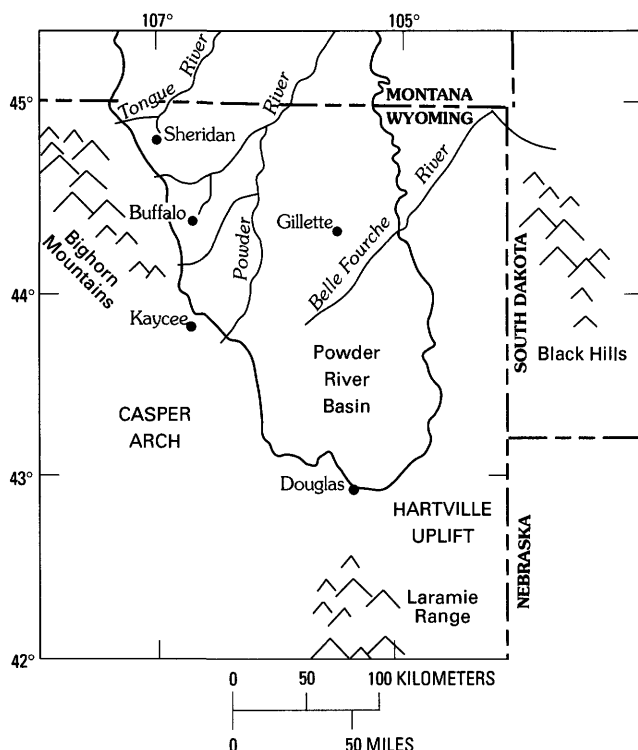 107°
105°
River
River
45°
Tongue
MONTANA
WYOMING
Sheridan
River
Buffalo
Gillette
Powder
Belle Fourche
Bighorn
Mountains
44°
SOUTH DAKOTA
Kaycee
Powder
River
Basin
Black Hills
CASPER
ARCH
43°
Douglas
HARTVILLE
UPLIFT
NEBRASKA
Laramie
Range
42°
0 50 100 KILOMETERS
0 50 MILES